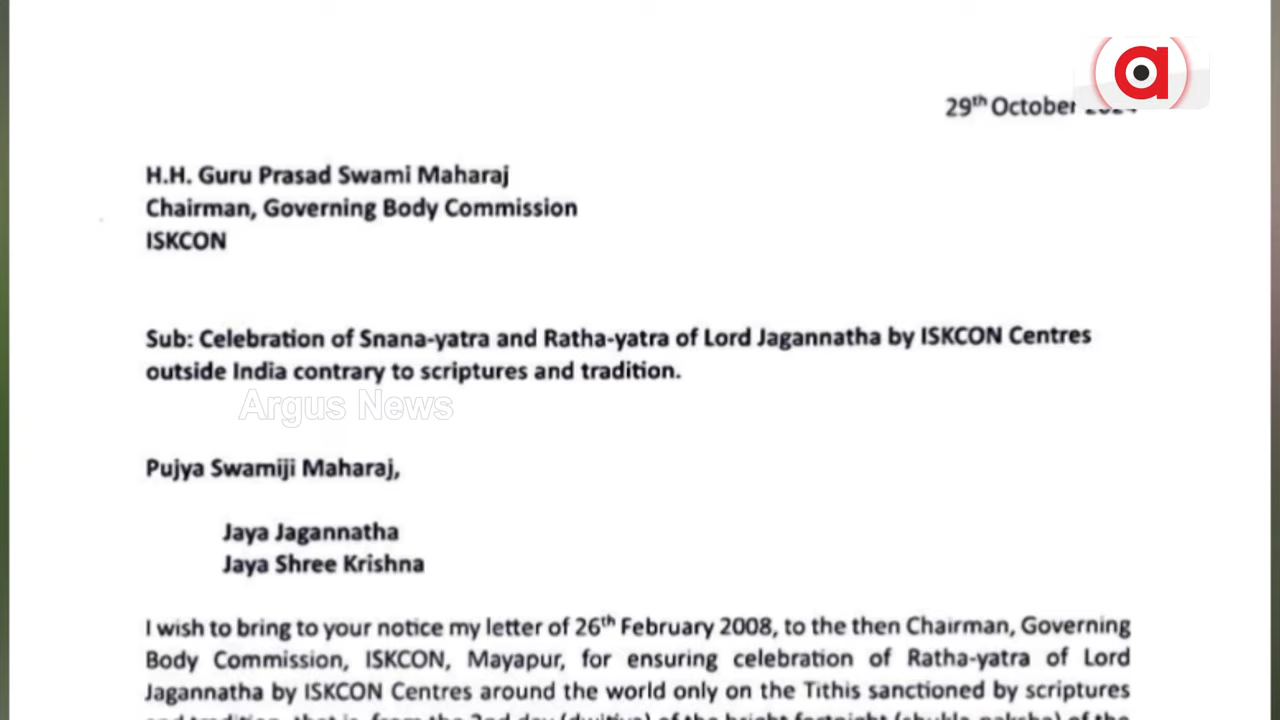 29th October
H.H. Guru Prasad Swami Maharaj
Chairman, Governing Body Commission
ISKCON
Sub: Celebration of Snana-yatra and Ratha-yatra of Lord Jagannatha by ISKCON Centres
outside India contrary to scriptures and tradition.
Argus News
Pujya Swamiji Maharaj,
Jaya Jagannatha
Jaya Shree Krishna
I wish to bring to your notice my letter of 26th February 2008, to the then Chairman, Governing
Body Commission, ISKCON, Mayapur, for ensuring celebration of Ratha-yatra of Lord
Jagannatha by ISKCON Centres around the world only on the Tithis sanctioned by scriptures